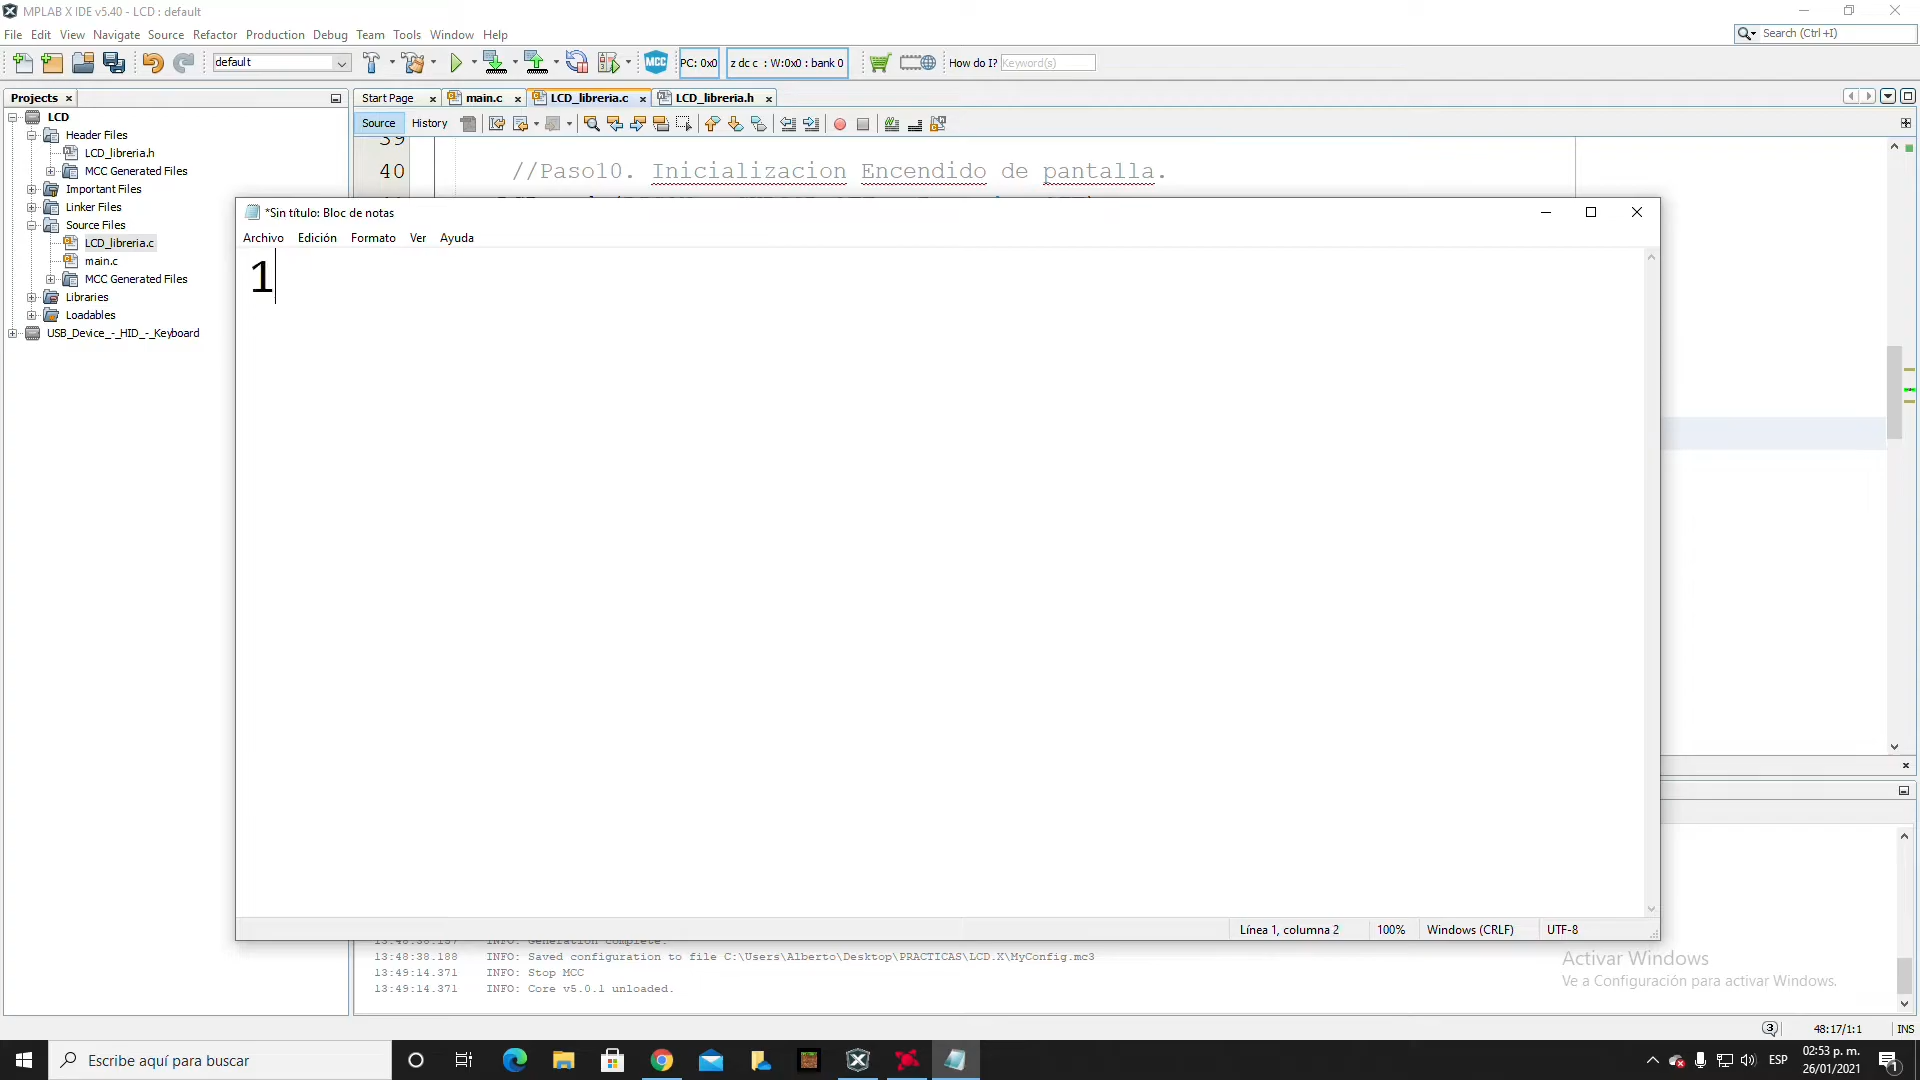 MPLAB X IDE v5.40 - LCD : default
File Edit View Navigate Source Refactor Production Debug Team Tools Window Help
Search (Ctrl+I)
default
MCC
PC: 0x0
z dc c : W:0x0 : bank 0
How do I? Keyword(s)
Projects
Start Page
main.c
LCD_libreria.c
LCD_libreria.h
Source History
LCD
Header Files
LCD_libreria.h
MCC Generated Files
Important Files
Linker Files
Source Files
LCD_libreria.c
main.c
MCC Generated Files
Libraries
Loadables
USB_Device_-_HID_-_Keyboard
39
40 //Paso10. Inicializacion Encendido de pantalla.
*Sin título: Bloc de notas
Archivo Edición Formato Ver Ayuda
1
Línea 1, columna 2 100% Windows (CRLF) UTF-8
INFO: Generation complete.
13:48:38.188 INFO: Saved configuration to file C:\Users\Alberto\Desktop\PRACTICAS\LCD.X\MyConfig.mc3
13:49:14.371 INFO: Stop MCC
13:49:14.371 INFO: Core v5.0.1 unloaded.
Activar Windows
Ve a Configuración para activar Windows.
3
48:17/1:1 INS
Escribe aquí para buscar
ESP
02:53 p. m.
26/01/2021
1